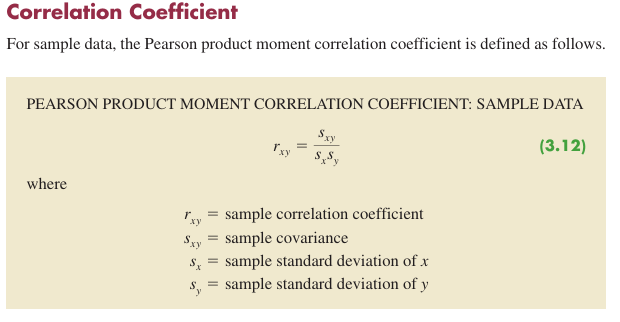 Correlation Coefficient
For sample data, the Pearson product moment correlation coefficient is defined as follows.
PEARSON PRODUCT MOMENT CORRELATION COEFFICIENT: SAMPLE DATA
r_xy = s_xy / s_x s_y (3.12)
where
r_xy = sample correlation coefficient
s_xy = sample covariance
s_x = sample standard deviation of x
s_y = sample standard deviation of y